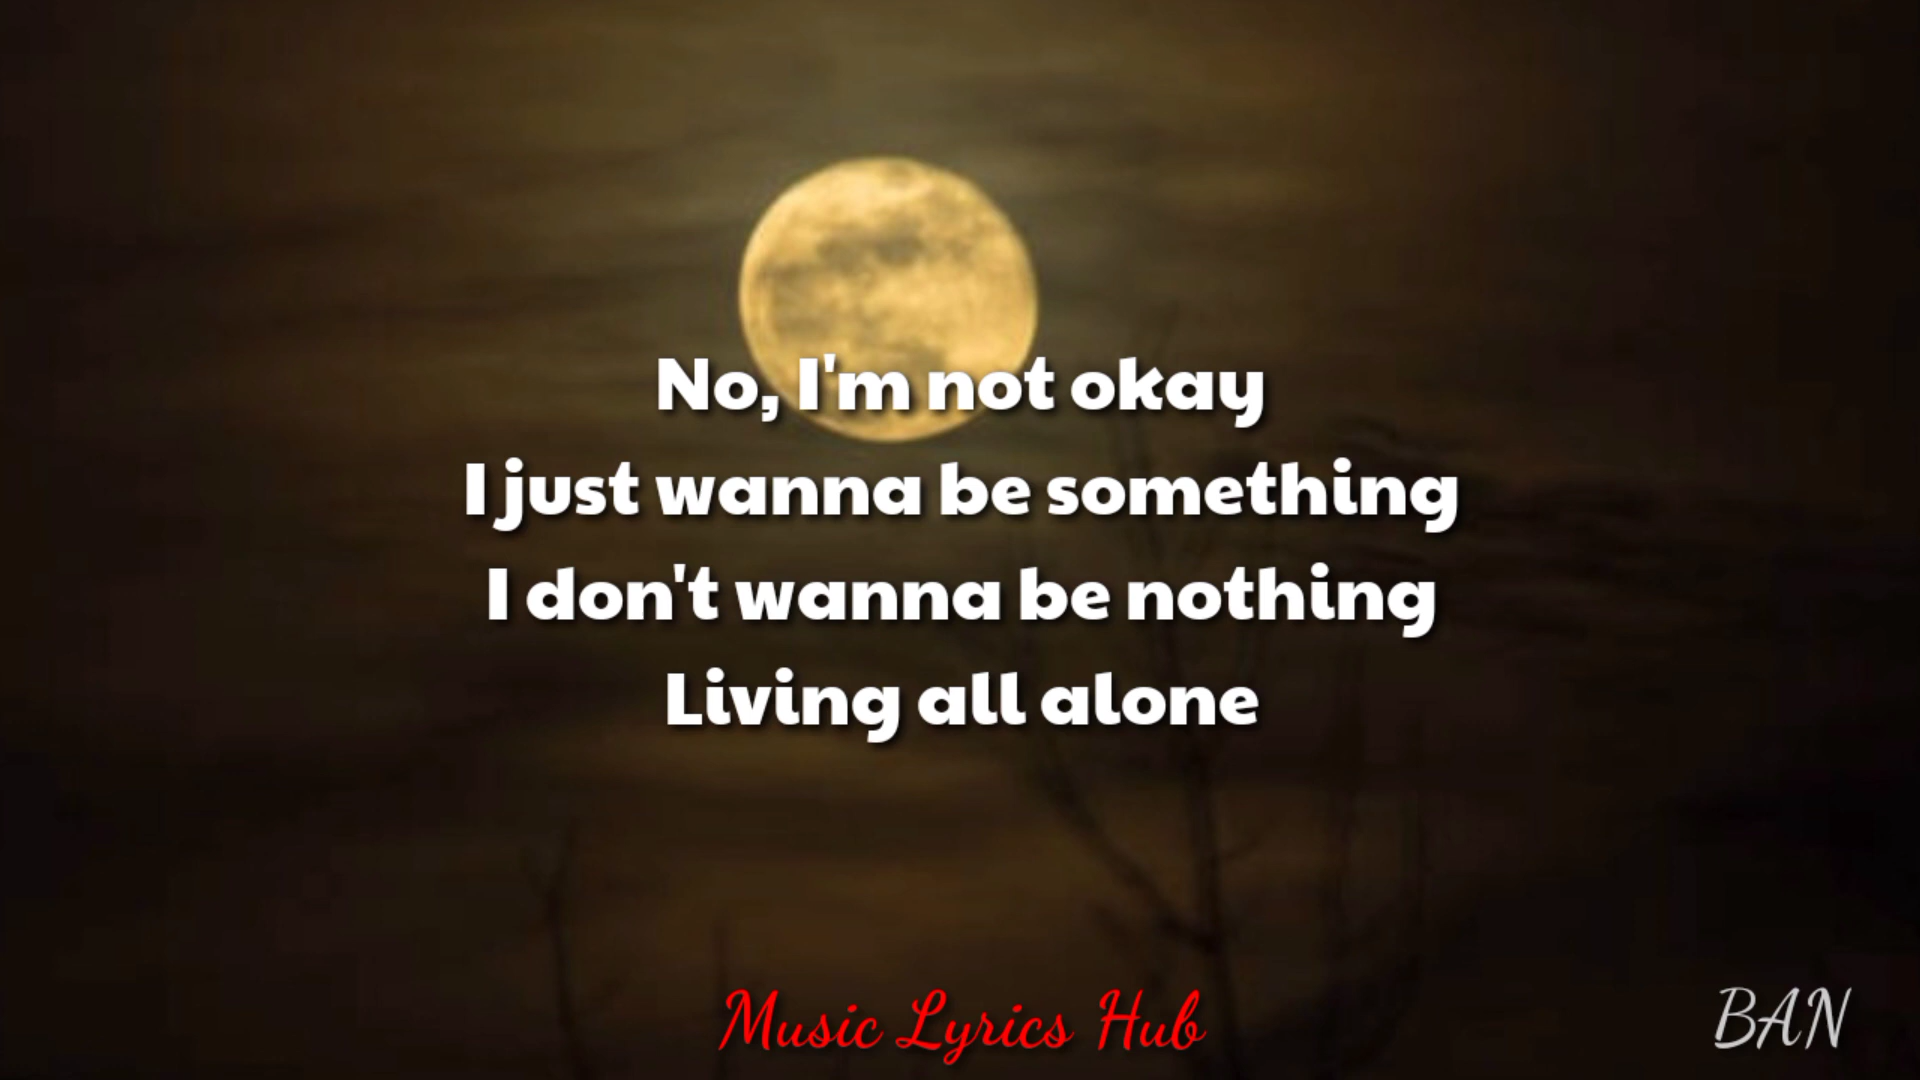 No, I'm not okay
I just wanna be something
I don't wanna be nothing
Living all alone
Music Lyrics Hub
BAN